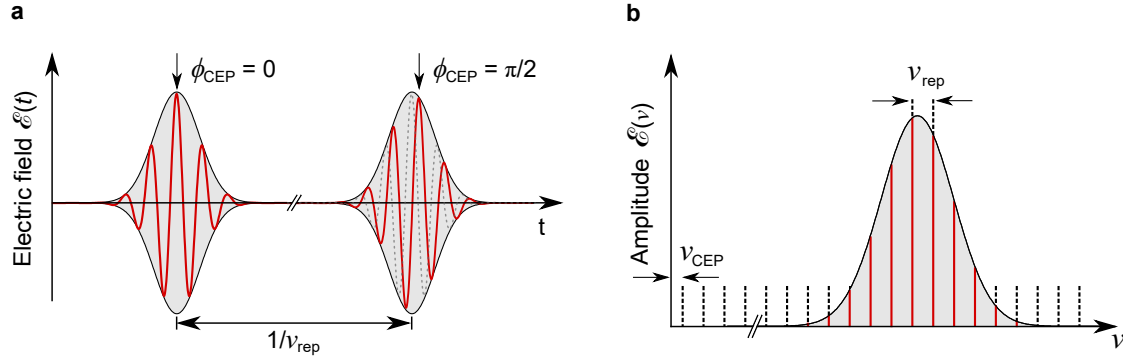 a
ϕCEP = 0
ϕCEP = π/2
Electric field ℰ(t)
t
1/νrep
b
νrep
Amplitude ℰ(ν)
νCEP
ν